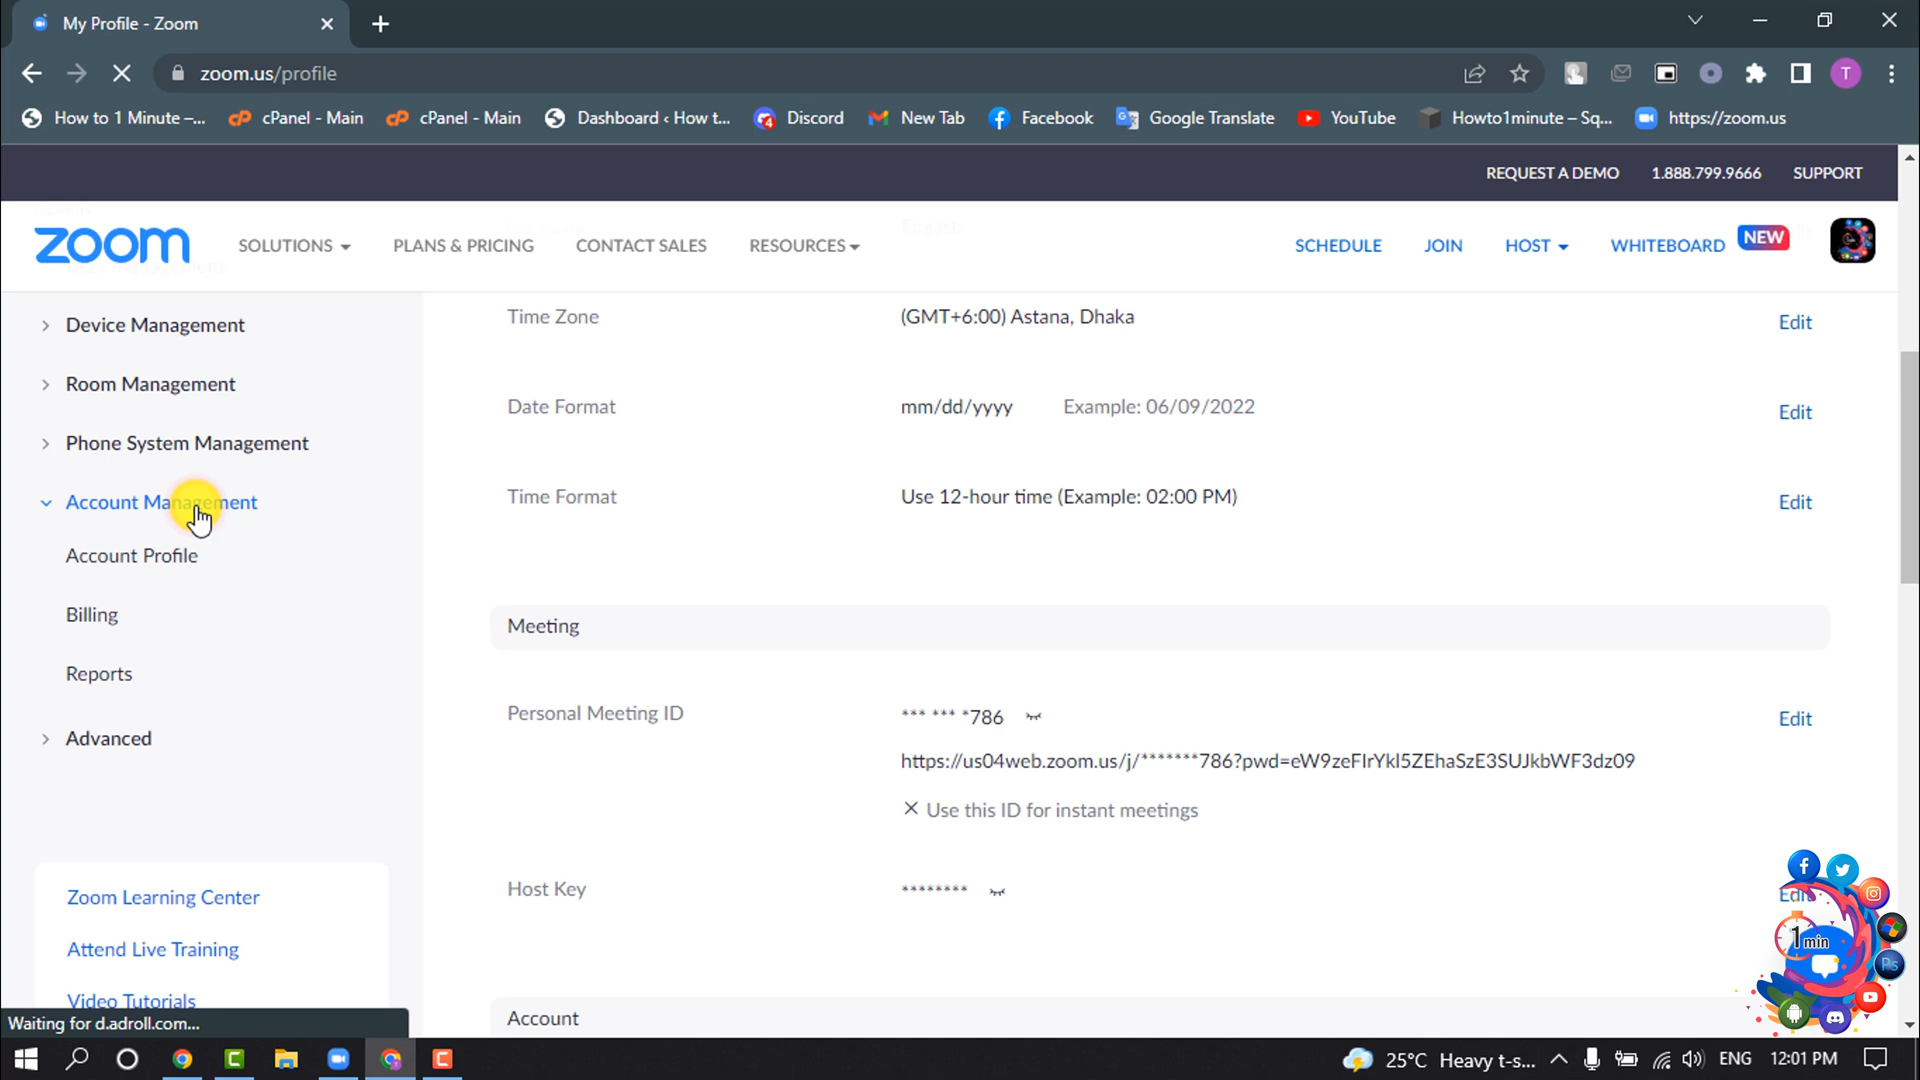 My Profile - Zoom
zoom.us/profile
T
How to 1 Minute –...
cPanel - Main
cPanel - Main
Dashboard ‹ How t...
Discord
New Tab
Facebook
Google Translate
YouTube
Howto1minute – Sq...
https://zoom.us
REQUEST A DEMO
1.888.799.9666
SUPPORT
zoom
SOLUTIONS
PLANS & PRICING
CONTACT SALES
RESOURCES
SCHEDULE
JOIN
HOST
WHITEBOARD
NEW
Device Management
Room Management
Phone System Management
Account Management
Account Profile
Billing
Reports
Advanced
Zoom Learning Center
Attend Live Training
Video Tutorials
Waiting for d.adroll.com...
Time Zone
(GMT+6:00) Astana, Dhaka
Edit
Date Format
mm/dd/yyyy Example: 06/09/2022
Edit
Time Format
Use 12-hour time (Example: 02:00 PM)
Edit
Meeting
Personal Meeting ID
*** *** *786
Edit
https://us04web.zoom.us/j/*******786?pwd=eW9zeFIrYkl5ZEhaSzE3SUJkbWF3dz09
Use this ID for instant meetings
Host Key
********
Edit
Account
1min
Ps
25°C Heavy t-s...
ENG
12:01 PM